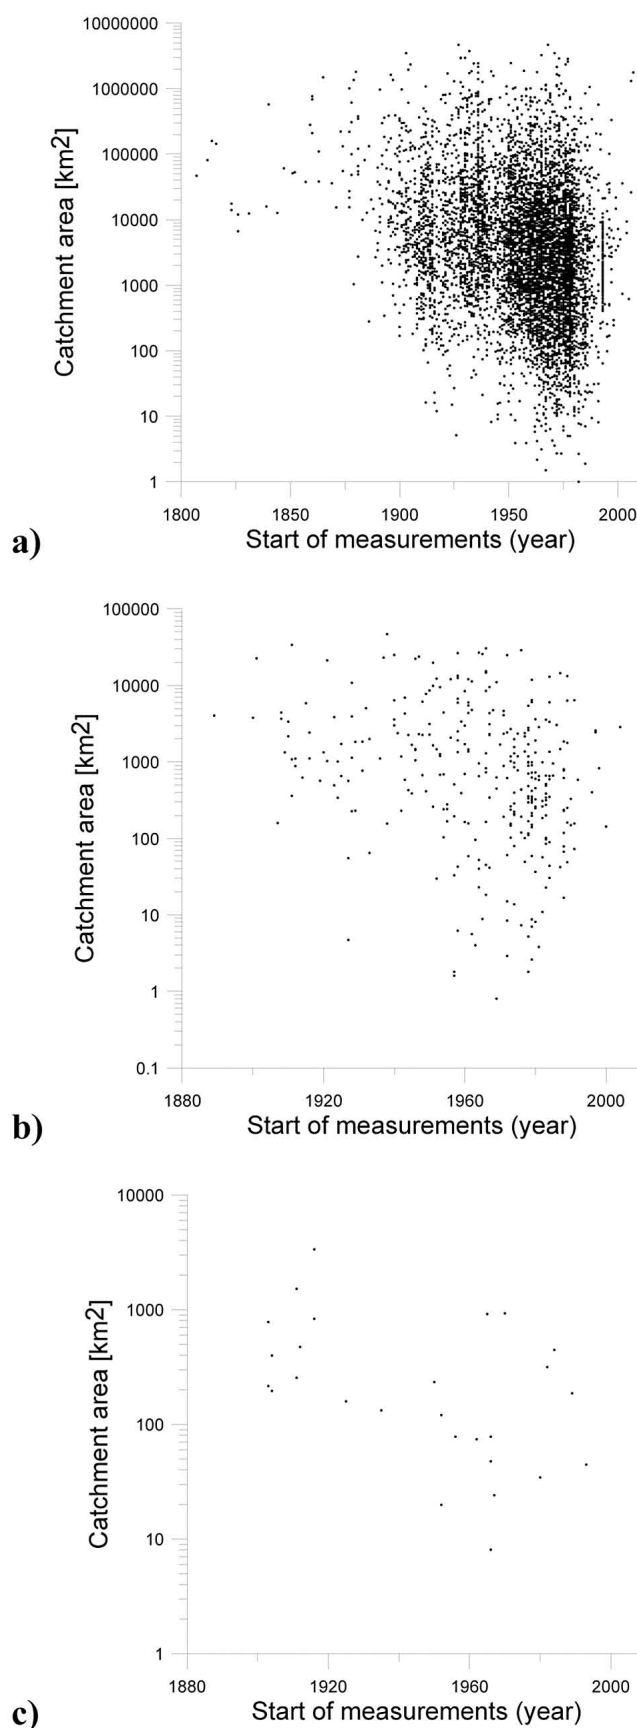 10000000
1000000
100000
10000
1000
100
10
1
Catchment area [km2]
1800 1850 1900 1950 2000
Start of measurements (year)
a)
100000
10000
1000
100
10
1
0.1
Catchment area [km2]
1880 1920 1960 2000
Start of measurements (year)
b)
10000
1000
100
10
1
Catchment area [km2]
1880 1920 1960 2000
Start of measurements (year)
c)